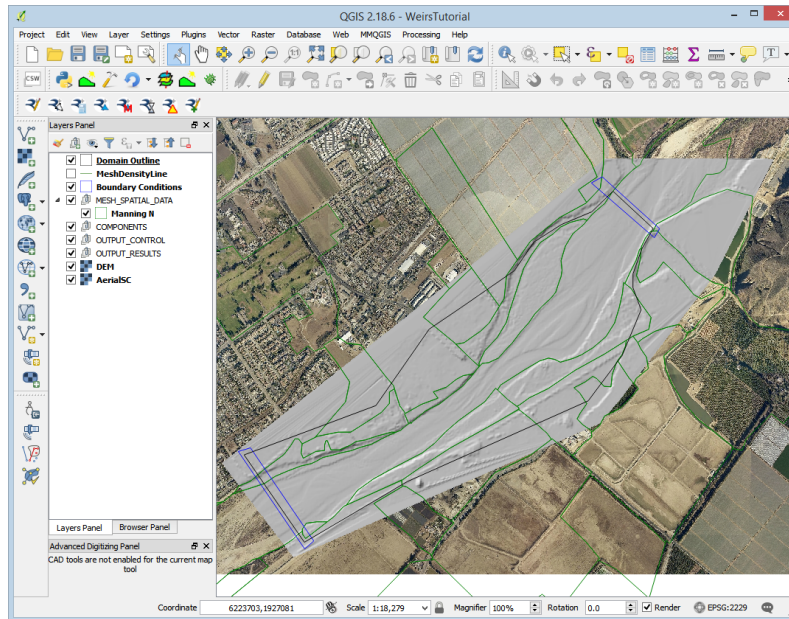 QGIS 2.18.6 - WeirsTutorial
Project Edit View Layer Settings Plugins Vector Raster Database Web MMQGIS Processing Help
CSW
Layers Panel
Domain Outline
MeshDensityLine
Boundary Conditions
MESH_SPATIAL_DATA
Manning N
COMPONENTS
OUTPUT_CONTROL
OUTPUT_RESULTS
DEM
AerialSC
Layers Panel Browser Panel
Advanced Digitizing Panel
CAD tools are not enabled for the current map
tool
Coordinate 6223703,1927081 Scale 1:18,279 Magnifier 100% Rotation 0.0 Render EPSG:2229